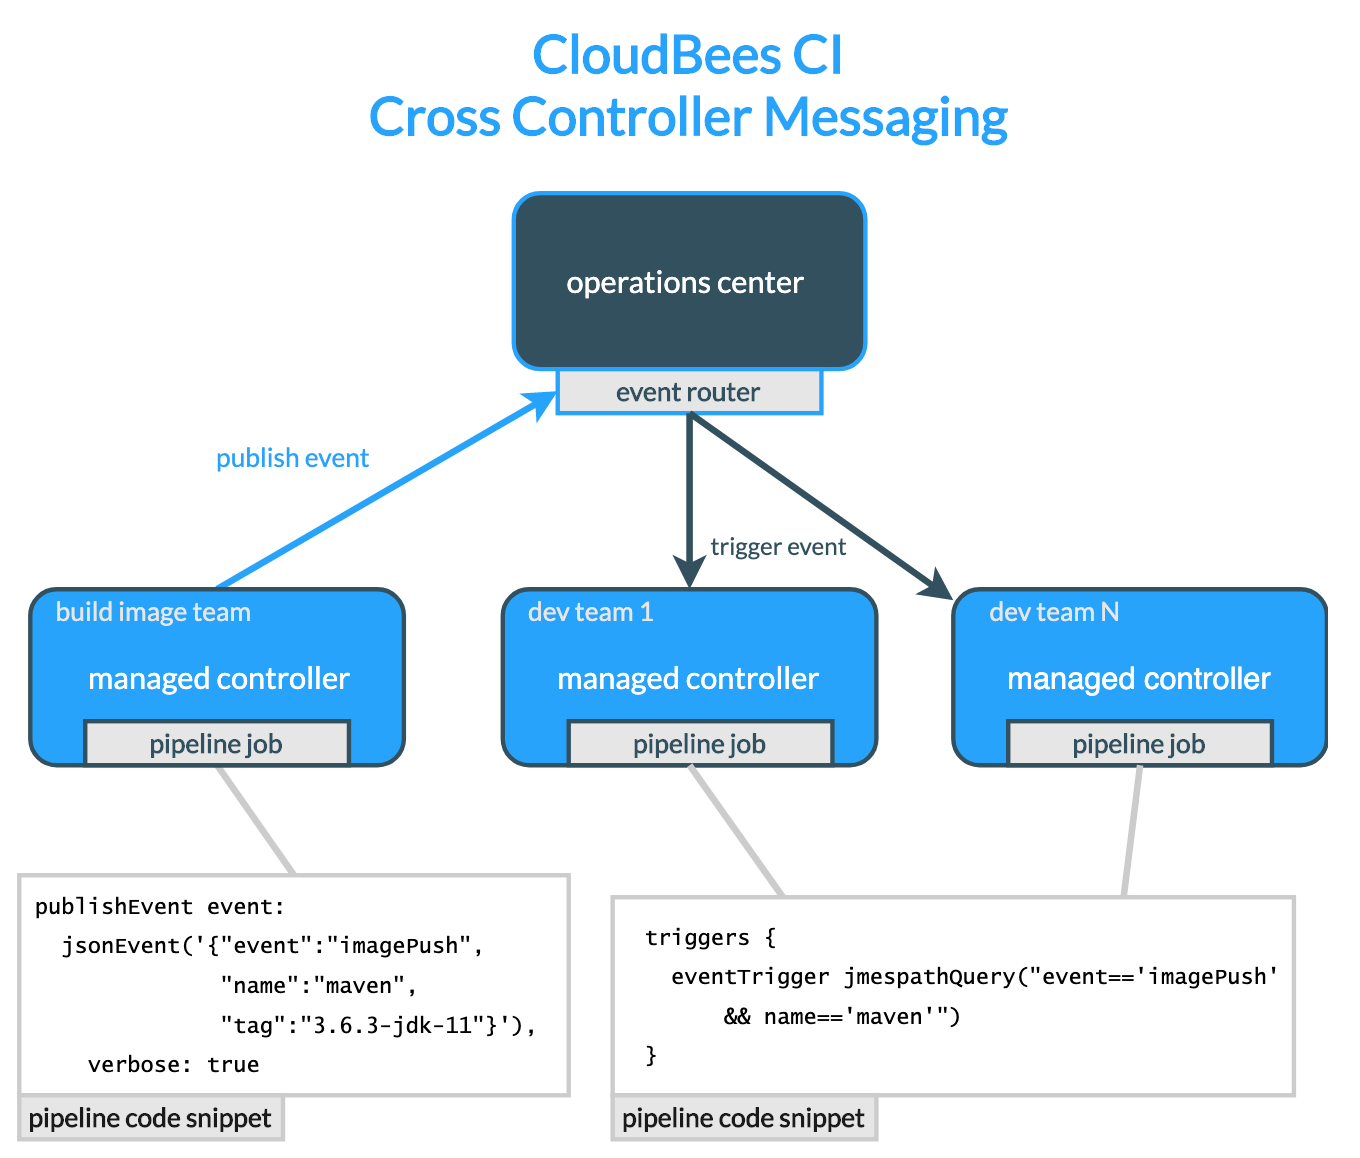 CloudBees CI
Cross Controller Messaging
operations center
event router
publish event
trigger event
build image team
managed controller
pipeline job
dev team 1
managed controller
pipeline job
dev team N
managed controller
pipeline job
publishEvent event:
  jsonEvent('{"event":"imagePush",
              "name":"maven",
              "tag":"3.6.3-jdk-11"}'),
    verbose: true
pipeline code snippet
triggers {
  eventTrigger jmespathQuery("event=='imagePush'
      && name=='maven'")
}
pipeline code snippet